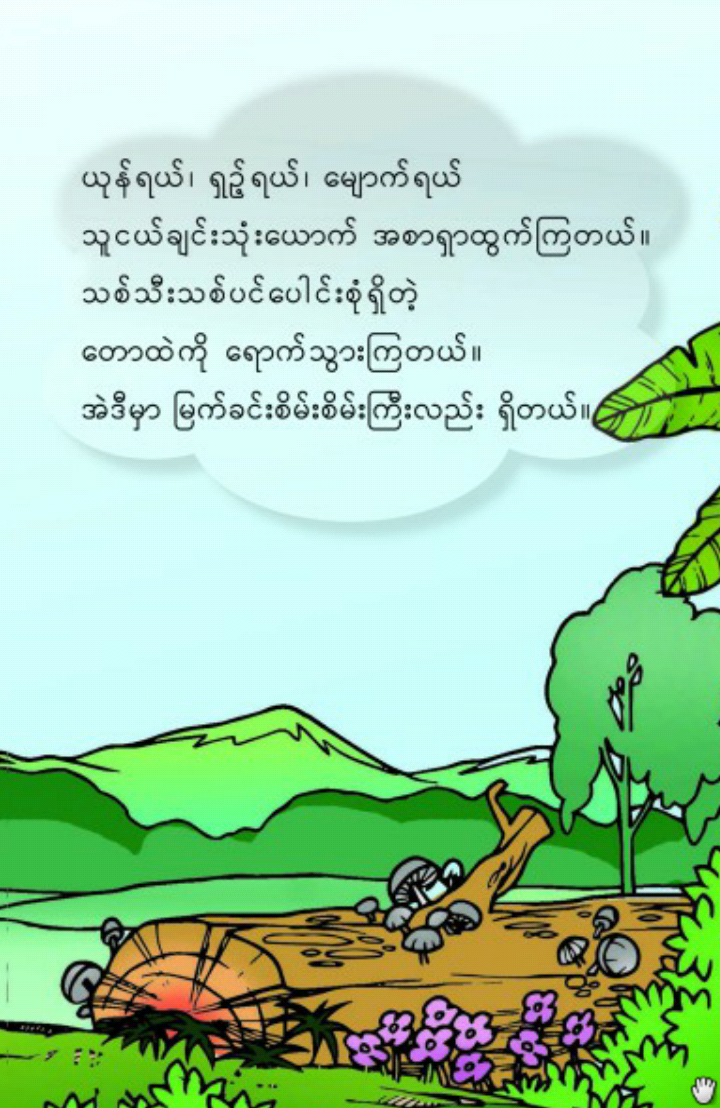 ယုန်ရယ်၊ ရှဉ့်ရယ်၊ မျောက်ရယ်
သူငယ်ချင်းသုံးယောက် အစာရှာထွက်ကြတယ်။
သစ်သီးသစ်ပင်ပေါင်းစုံရှိတဲ့
တောထဲကို ရောက်သွားကြတယ်။
အဲဒီမှာ မြက်ခင်းစိမ်းစိမ်းကြီးလည်း ရှိတယ်။